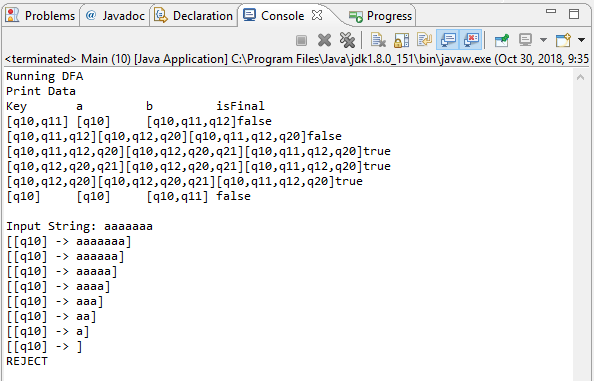 Problems @ Javadoc Declaration Console Progress
<terminated> Main (10) [Java Application] C:\Program Files\Java\jdk1.8.0_151\bin\javaw.exe (Oct 30, 2018, 9:35
Running DFA
Print Data
Key a b isFinal
[q10,q11] [q10] [q10,q11,q12]false
[q10,q11,q12][q10,q12,q20][q10,q11,q12,q20]false
[q10,q11,q12,q20][q10,q12,q20,q21][q10,q11,q12,q20]true
[q10,q12,q20,q21][q10,q12,q20,q21][q10,q11,q12,q20]true
[q10,q12,q20][q10,q12,q20,q21][q10,q11,q12,q20]true
[q10] [q10] [q10,q11] false
Input String: aaaaaaa
[[q10] -> aaaaaaa]
[[q10] -> aaaaaa]
[[q10] -> aaaaa]
[[q10] -> aaaa]
[[q10] -> aaa]
[[q10] -> aa]
[[q10] -> a]
[[q10] -> ]
REJECT